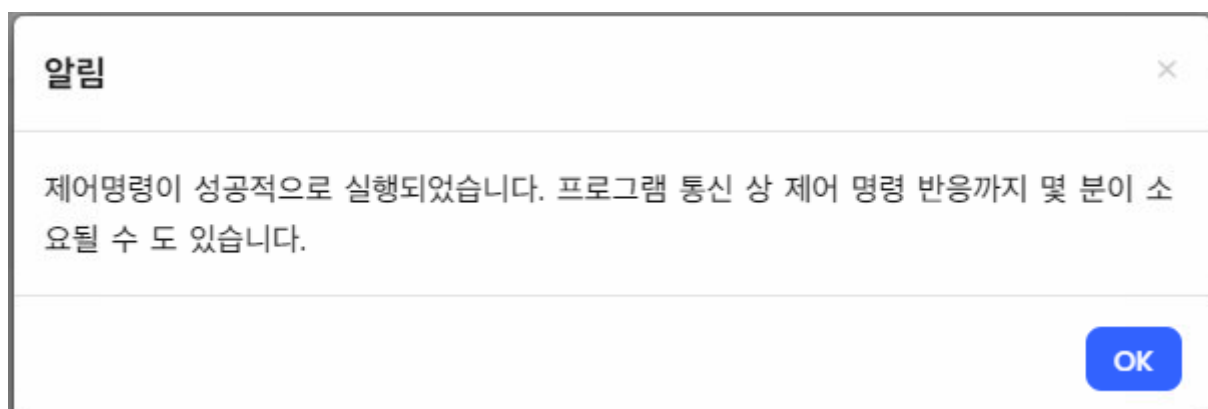 알림
제어명령이 성공적으로 실행되었습니다. 프로그램 통신 상 제어 명령 반응까지 몇 분이 소
요될 수 도 있습니다.
OK